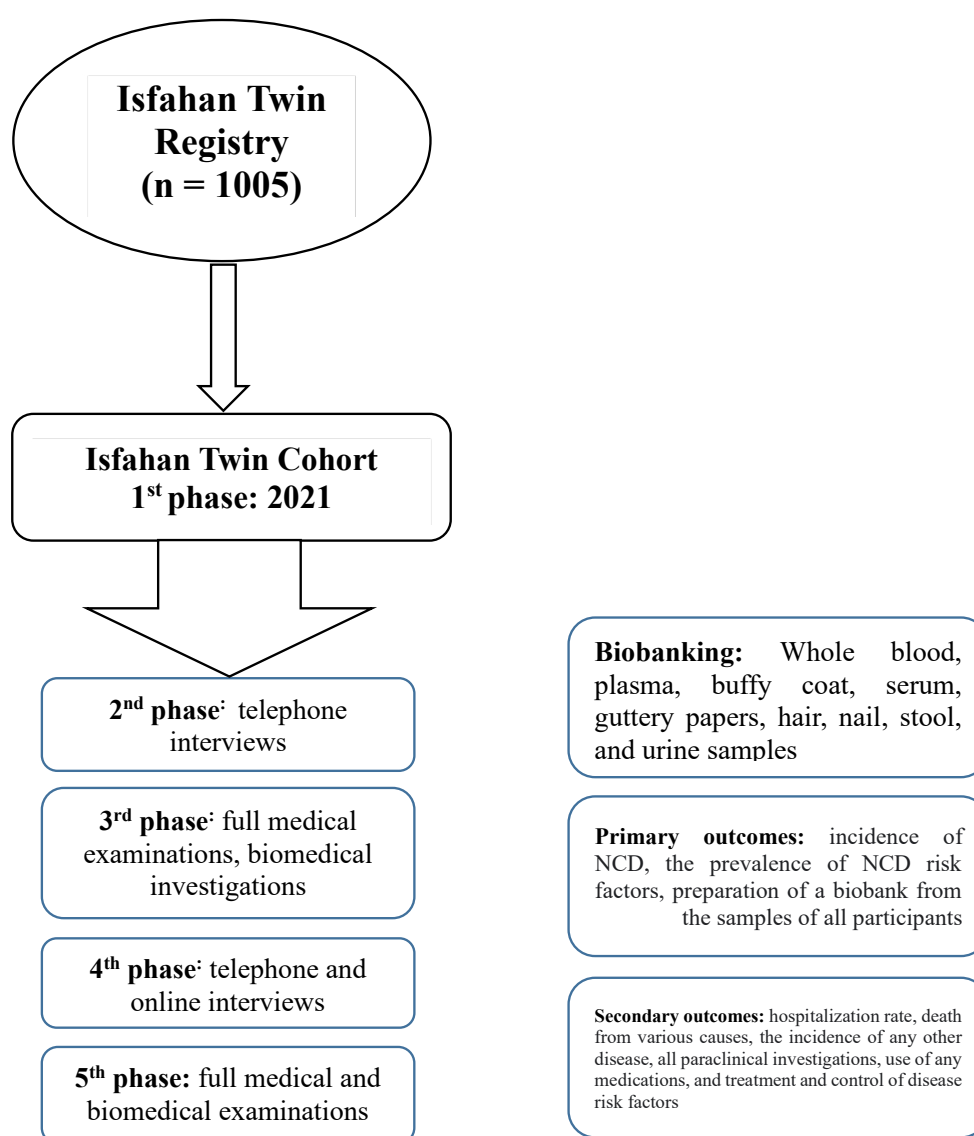 Isfahan Twin
Registry
(n = 1005)
Isfahan Twin Cohort
1st phase: 2021
2nd phase: telephone
interviews
3rd phase: full medical
examinations, biomedical
investigations
4th phase: telephone and
online interviews
5th phase: full medical and
biomedical examinations
Biobanking: Whole blood,
plasma, buffy coat, serum,
guttery papers, hair, nail, stool,
and urine samples
Primary outcomes: incidence of
NCD, the prevalence of NCD risk
factors, preparation of a biobank from
the samples of all participants
Secondary outcomes: hospitalization rate, death
from various causes, the incidence of any other
disease, all paraclinical investigations, use of any
medications, and treatment and control of disease
risk factors